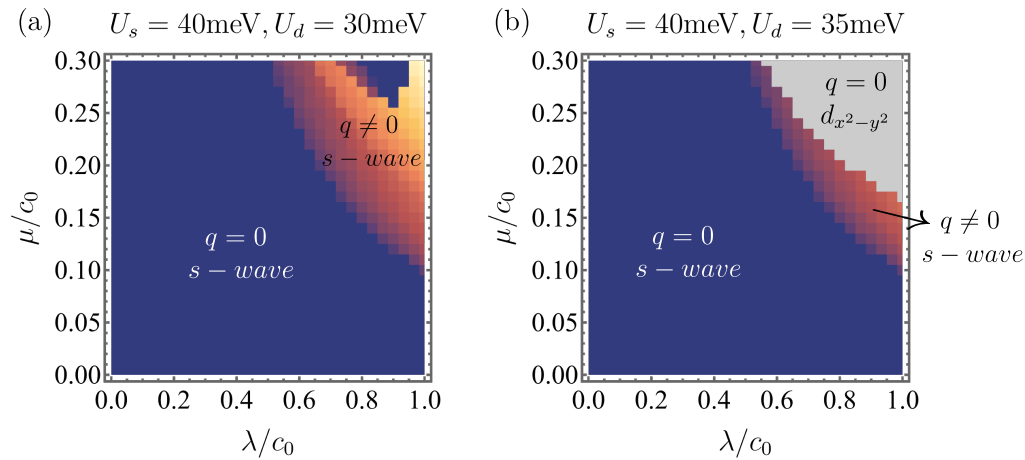 (a) U_s = 40meV, U_d = 30meV
μ/c_0
0.30
0.25
0.20
0.15
0.10
0.05
0.00
q ≠ 0
s − wave
q = 0
s − wave
0.0 0.2 0.4 0.6 0.8 1.0
λ/c_0
(b) U_s = 40meV, U_d = 35meV
μ/c_0
0.30
0.25
0.20
0.15
0.10
0.05
0.00
q = 0
d_{x^2−y^2}
q ≠ 0
s − wave
q = 0
s − wave
0.0 0.2 0.4 0.6 0.8 1.0
λ/c_0